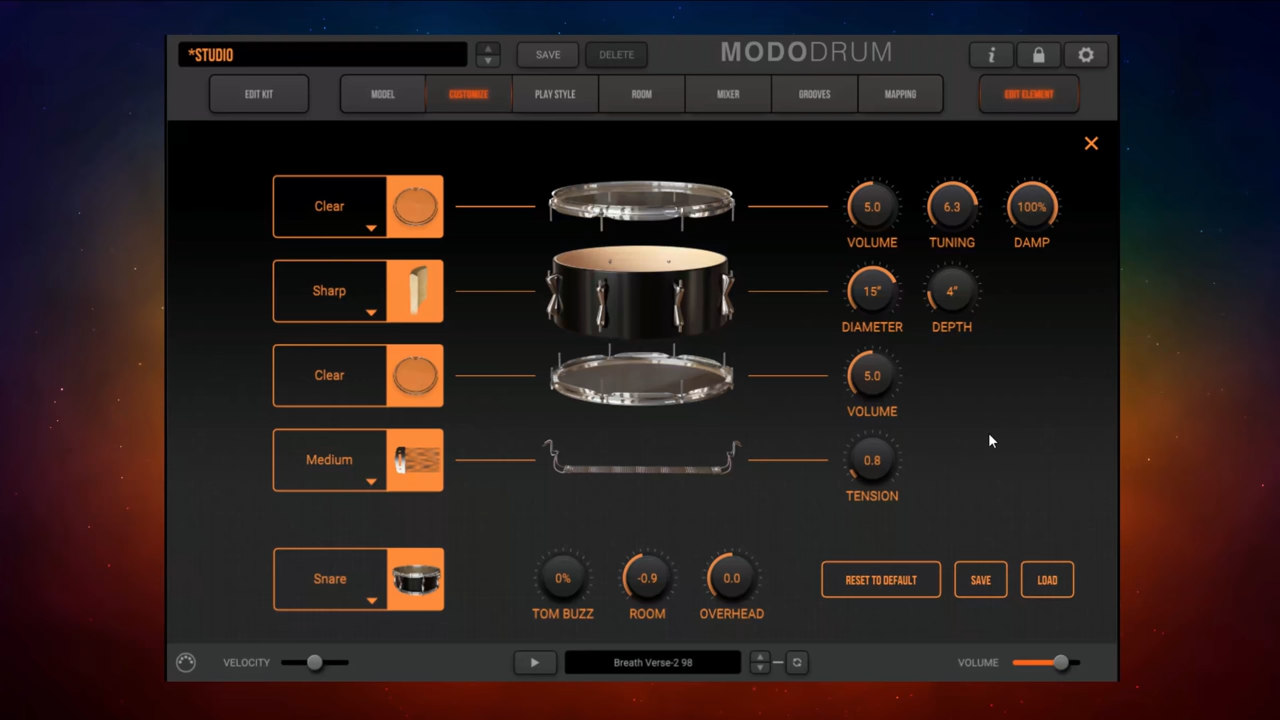 *STUDIO
SAVE
DELETE
MODODRUM
i
EDIT KIT
MODEL
CUSTOMIZE
PLAY STYLE
ROOM
MIXER
GROOVES
MAPPING
EDIT ELEMENT
Clear
5.0
6.3
100%
VOLUME
TUNING
DAMP
Sharp
15"
4"
DIAMETER
DEPTH
Clear
5.0
VOLUME
Medium
0.8
TENSION
Snare
0%
-0.9
0.0
TOM BUZZ
ROOM
OVERHEAD
RESET TO DEFAULT
SAVE
LOAD
VELOCITY
Breath Verse-2 98
VOLUME